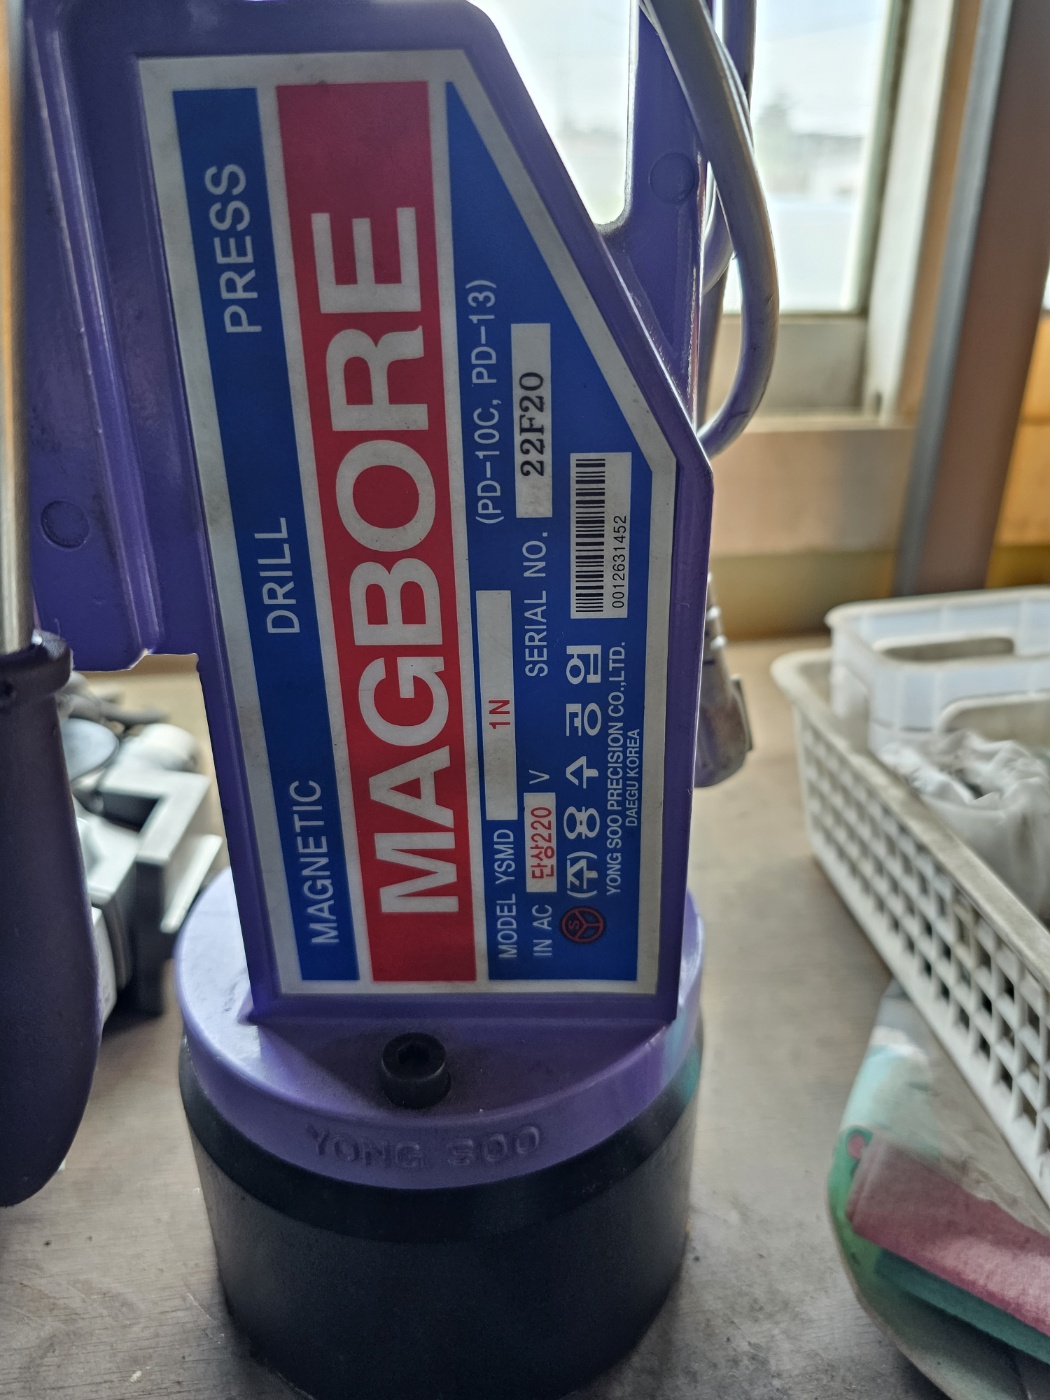 MAGNETIC DRILL PRESS
MAGBORE
MODEL YSMD 1N (PD-10C, PD-13)
IN AC 단상220 V SERIAL NO. 22F20
(주)용수공업
YONG SOO PRECISION CO.,LTD.
DAEGU KOREA
0012631452
YONG SOO